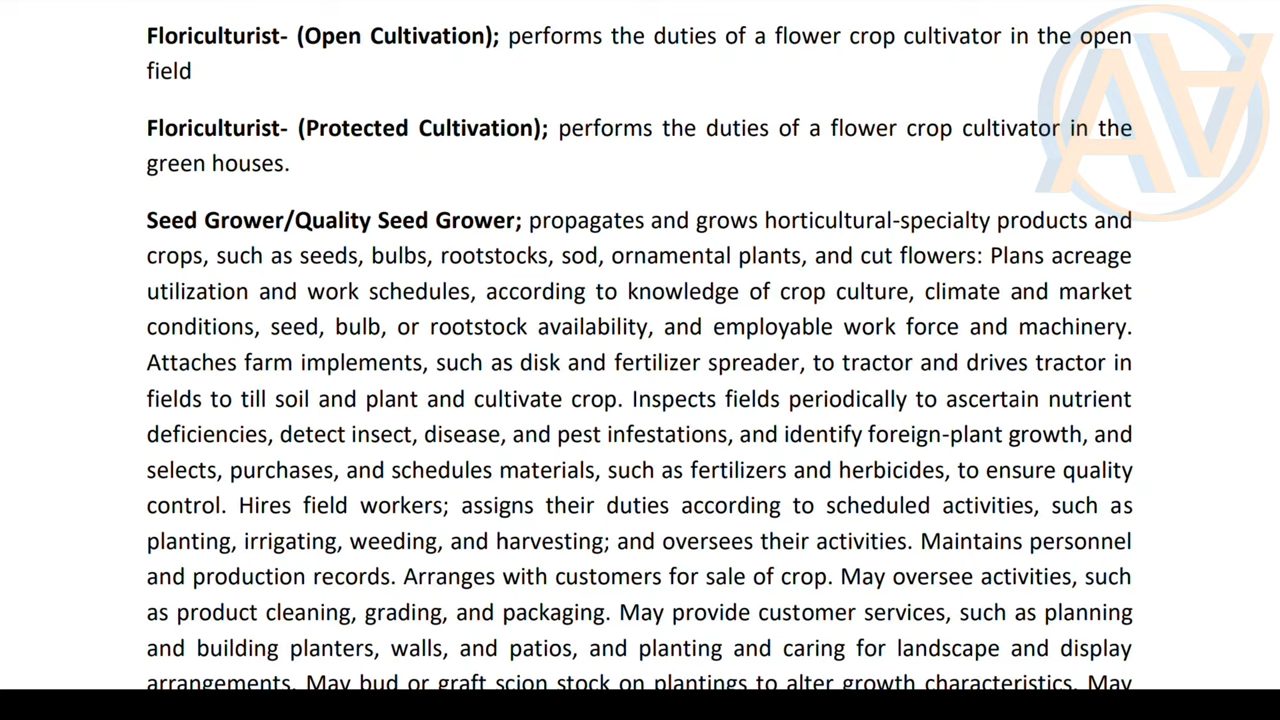 Floriculturist- (Open Cultivation); performs the duties of a flower crop cultivator in the open
field
Floriculturist- (Protected Cultivation); performs the duties of a flower crop cultivator in the
green houses.
Seed Grower/Quality Seed Grower; propagates and grows horticultural-specialty products and
crops, such as seeds, bulbs, rootstocks, sod, ornamental plants, and cut flowers: Plans acreage
utilization and work schedules, according to knowledge of crop culture, climate and market
conditions, seed, bulb, or rootstock availability, and employable work force and machinery.
Attaches farm implements, such as disk and fertilizer spreader, to tractor and drives tractor in
fields to till soil and plant and cultivate crop. Inspects fields periodically to ascertain nutrient
deficiencies, detect insect, disease, and pest infestations, and identify foreign-plant growth, and
selects, purchases, and schedules materials, such as fertilizers and herbicides, to ensure quality
control. Hires field workers; assigns their duties according to scheduled activities, such as
planting, irrigating, weeding, and harvesting; and oversees their activities. Maintains personnel
and production records. Arranges with customers for sale of crop. May oversee activities, such
as product cleaning, grading, and packaging. May provide customer services, such as planning
and building planters, walls, and patios, and planting and caring for landscape and display
arrangements. May bud or graft scion stock on plantings to alter growth characteristics. May